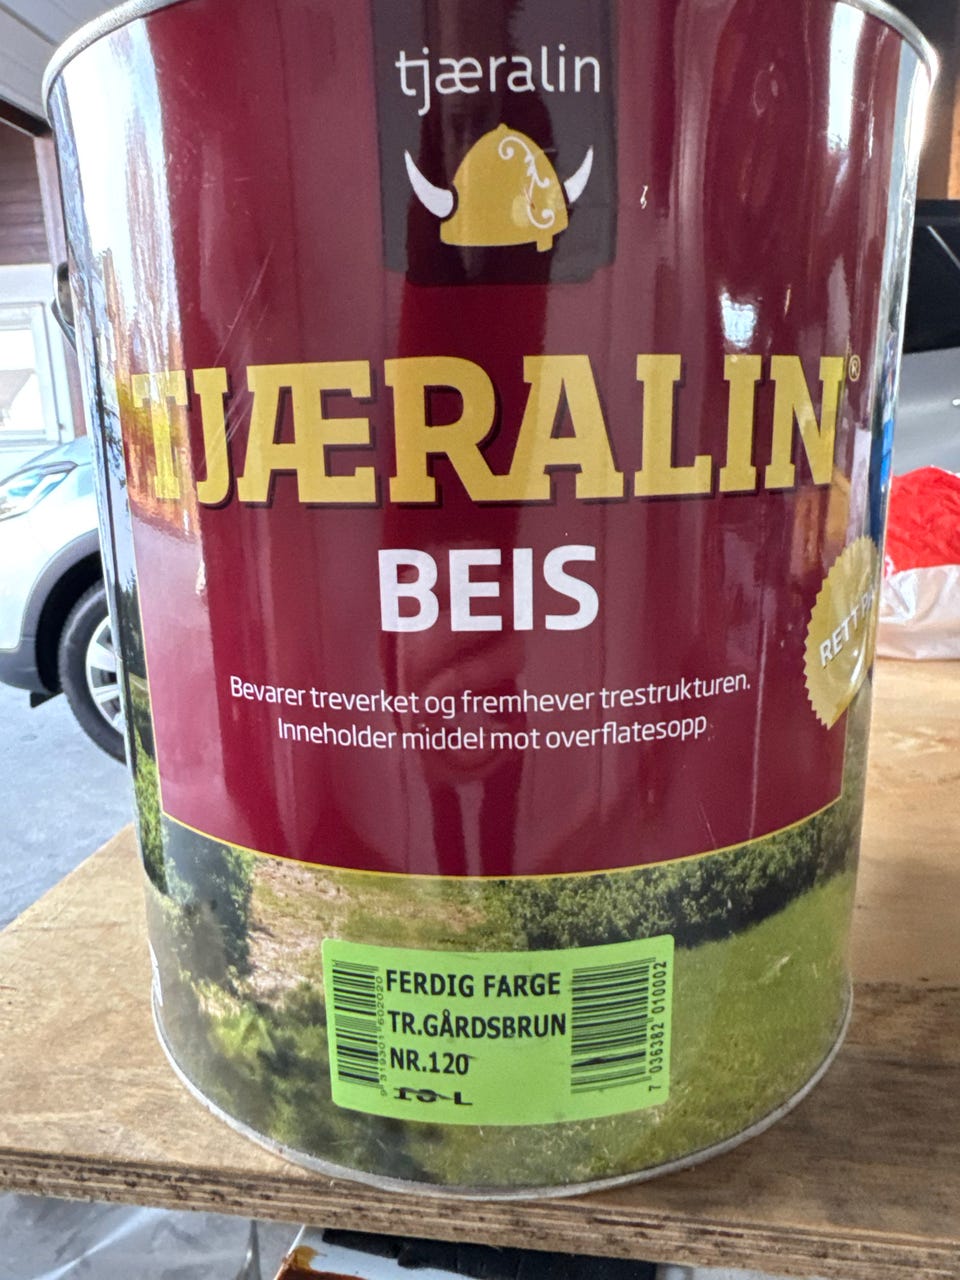 tjæralin
TJÆRALIN®
BEIS
RETT
Bevarer treverket og fremhever trestrukturen.
Inneholder middel mot overflatesopp
FERDIG FARGE
TR.GÅRDSBRUN
NR.120
10 L
7 036382 010002